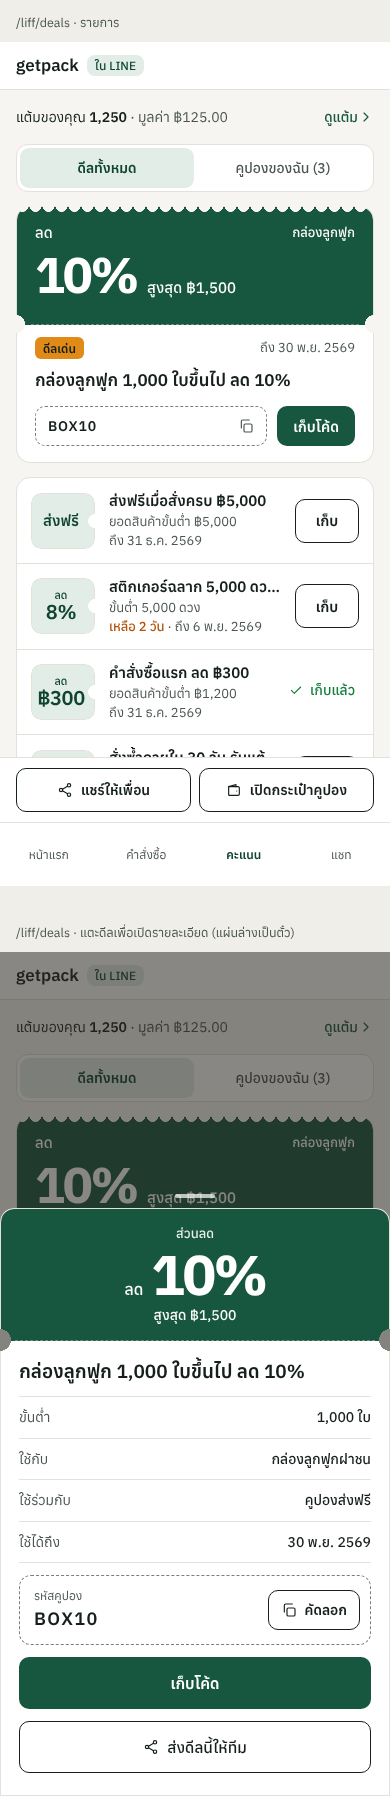 /liff/deals · รายการ
getpack ใน LINE
แต้มของคุณ 1,250 · มูลค่า ฿125.00 ดูแต้ม
ดีลทั้งหมด คูปองของฉัน (3)
ลด กล่องลูกฟูก
10% สูงสุด ฿1,500
ดีลเด่น ถึง 30 พ.ย. 2569
กล่องลูกฟูก 1,000 ใบขึ้นไป ลด 10%
BOX10 เก็บโค้ด
ส่งฟรี ส่งฟรีเมื่อสั่งครบ ฿5,000 เก็บ
ยอดสินค้าขั้นต่ำ ฿5,000
ถึง 31 ธ.ค. 2569
ลด 8% สติกเกอร์ฉลาก 5,000 ดว... เก็บ
ขั้นต่ำ 5,000 ดวง
เหลือ 2 วัน · ถึง 6 พ.ย. 2569
ลด ฿300 คำสั่งซื้อแรก ลด ฿300 เก็บแล้ว
ยอดสินค้าขั้นต่ำ ฿1,200
ถึง 31 ธ.ค. 2569
แชร์ให้เพื่อน เปิดกระเป๋าคูปอง
หน้าแรก คำสั่งซื้อ คะแนน แชท
/liff/deals · แตะดีลเพื่อเปิดรายละเอียด (แผ่นล่างเป็นตั๋ว)
getpack ใน LINE
แต้มของคุณ 1,250 · มูลค่า ฿125.00 ดูแต้ม
ดีลทั้งหมด คูปองของฉัน (3)
ลด กล่องลูกฟูก
10% สูงสุด ฿1,500
ส่วนลด
ลด 10%
สูงสุด ฿1,500
กล่องลูกฟูก 1,000 ใบขึ้นไป ลด 10%
ขั้นต่ำ 1,000 ใบ
ใช้กับ กล่องลูกฟูกฝาชน
ใช้ร่วมกับ คูปองส่งฟรี
ใช้ได้ถึง 30 พ.ย. 2569
รหัสคูปอง
BOX10 คัดลอก
เก็บโค้ด
ส่งดีลนี้ให้ทีม